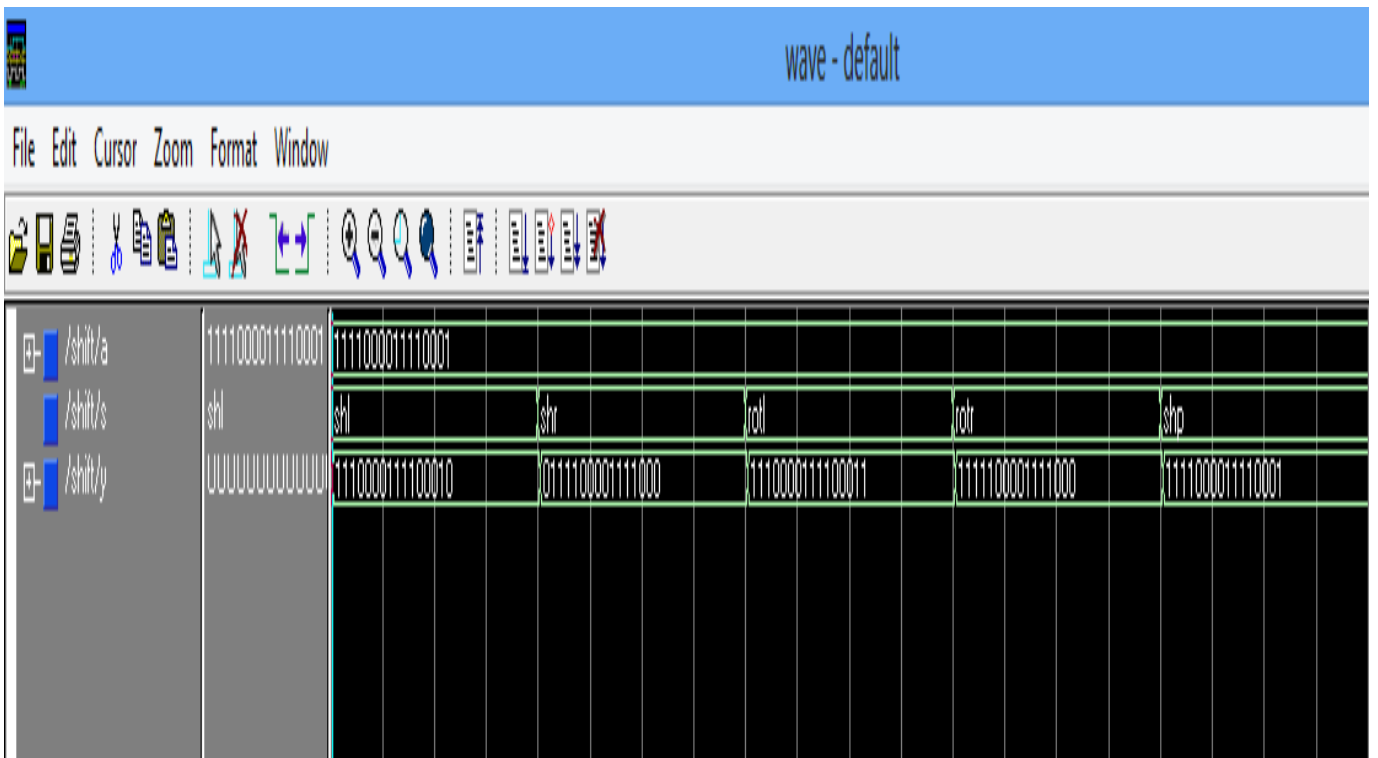 wave - default
File Edit Cursor Zoom Format Window
/shift/a 1111000011110001 1111000011110001
/shift/s shl shl shr rotl rotr shp
/shift/y 1110000111100010 0111100001111000 1110000111100011 1111100001111000 1111000011110001